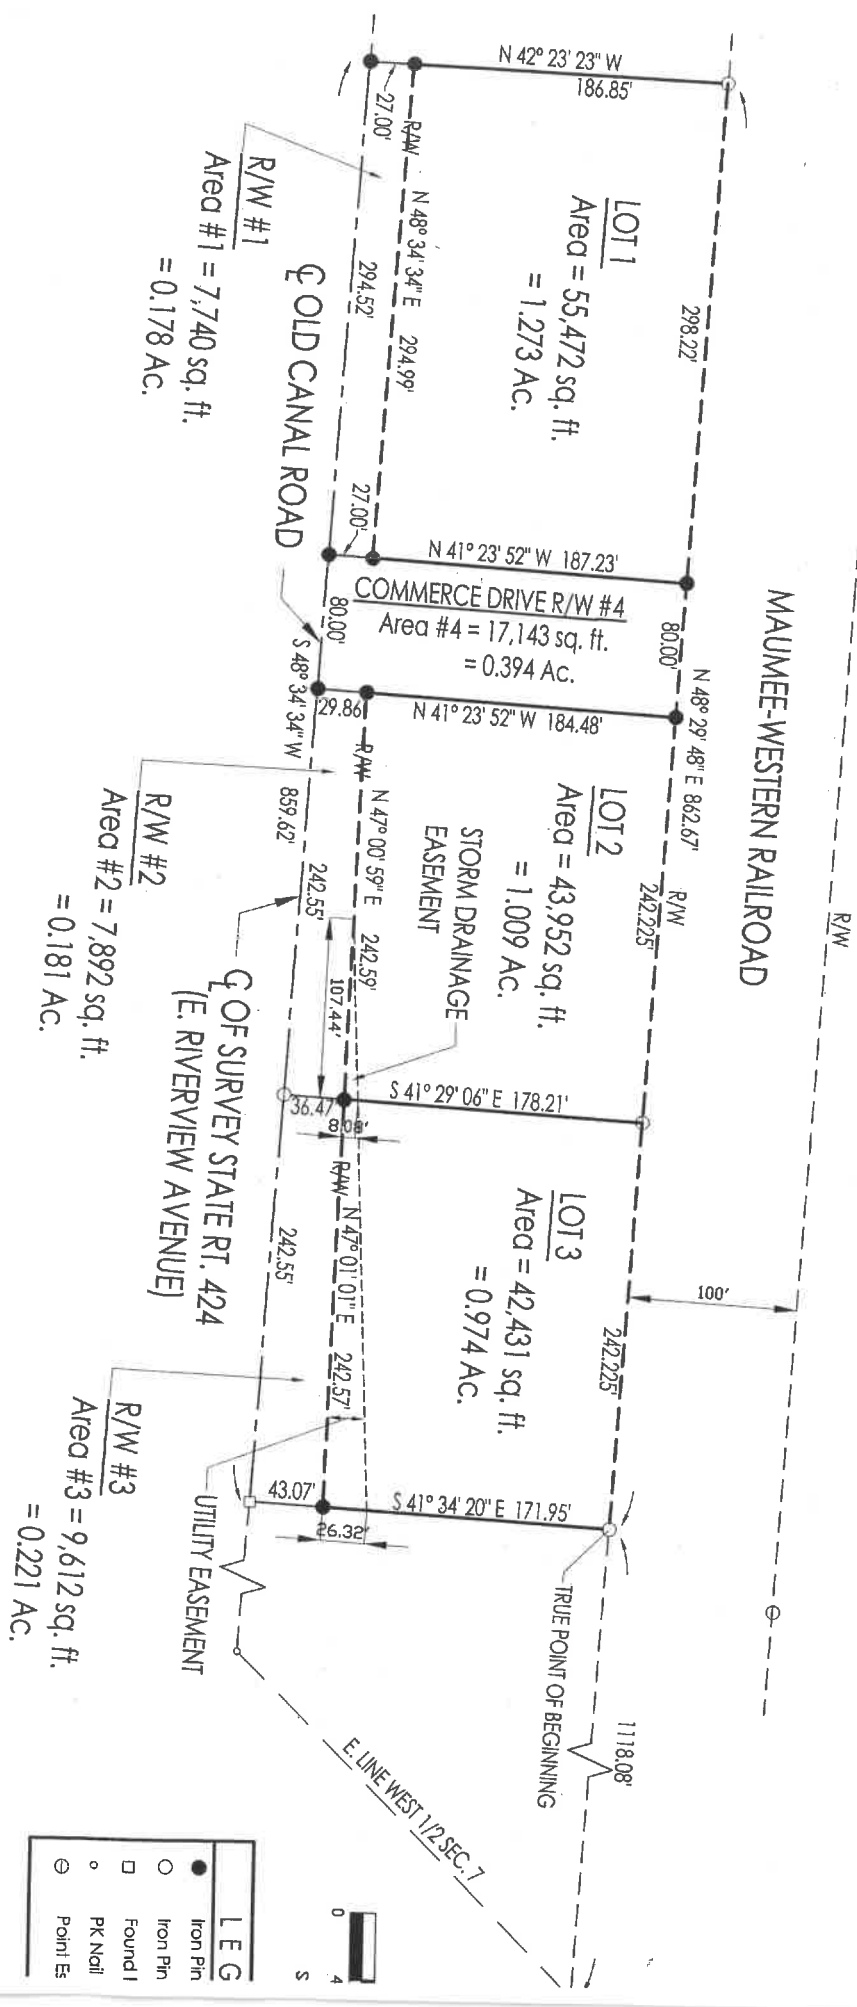 N 42° 23' 23" W
186.85'
27.00'
R/W
N 48° 34' 34" E 294.99'
294.52'
R/W #1
Area #1 = 7,740 sq. ft.
= 0.178 Ac.
LOT 1
Area = 55,472 sq. ft.
= 1.273 Ac.
298.22'
℄ OLD CANAL ROAD
27.00'
N 41° 23' 52" W 187.23'
COMMERCE DRIVE R/W #4
Area #4 = 17,143 sq. ft.
= 0.394 Ac.
80.00'
80.00'
MAUMEE-WESTERN RAILROAD
R/W
N 48° 29' 48" E 862.67'
R/W
S 48° 34' 34" W 859.62'
29.86'
N 41° 23' 52" W 184.48'
R/W
N 47° 00' 59" E 242.59'
R/W #2
Area #2 = 7,892 sq. ft.
= 0.181 Ac.
LOT 2
Area = 43,952 sq. ft.
= 1.009 Ac.
242.225'
STORM DRAINAGE
EASEMENT
242.55'
107.44'
℄ OF SURVEY STATE RT. 424
(E. RIVERVIEW AVENUE)
36.47'
8.08'
S 41° 29' 06" E 178.21'
R/W
N 47° 01' 01" E 242.57'
242.55'
LOT 3
Area = 42,431 sq. ft.
= 0.974 Ac.
242.225'
100'
R/W #3
Area #3 = 9,612 sq. ft.
= 0.221 Ac.
UTILITY EASEMENT
43.07'
26.32'
S 41° 34' 20" E 171.95'
TRUE POINT OF BEGINNING
1118.08'
E. LINE WEST 1/2 SEC. 7
0 4
S
LEG
Iron Pin
Iron Pin
Found I
PK Nail
Point Es